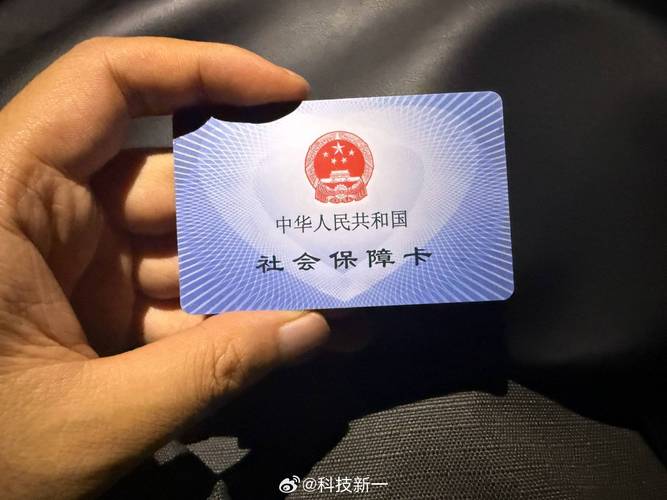 中华人民共和国
社会保障卡
@科技新一